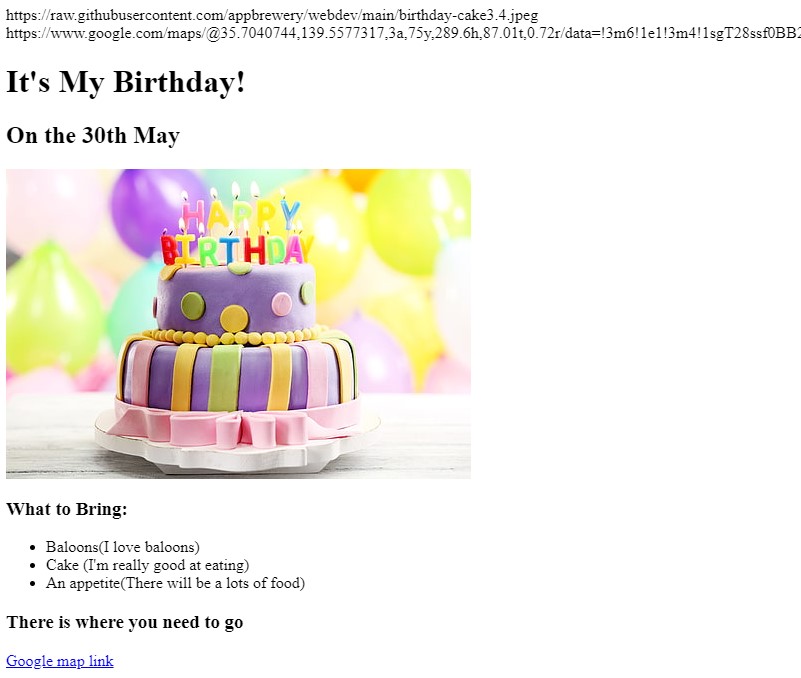 https://raw.githubusercontent.com/appbrewery/webdev/main/birthday-cake3.4.jpeg
https://www.google.com/maps/@35.7040744,139.5577317,3a,75y,289.6h,87.01t,0.72r/data=!3m6!1e1!3m4!1sgT28ssf0BB2
It's My Birthday!
On the 30th May
HAPPY
BIRTHDAY
What to Bring:
Baloons(I love baloons)
Cake (I'm really good at eating)
An appetite(There will be a lots of food)
There is where you need to go
Google map link